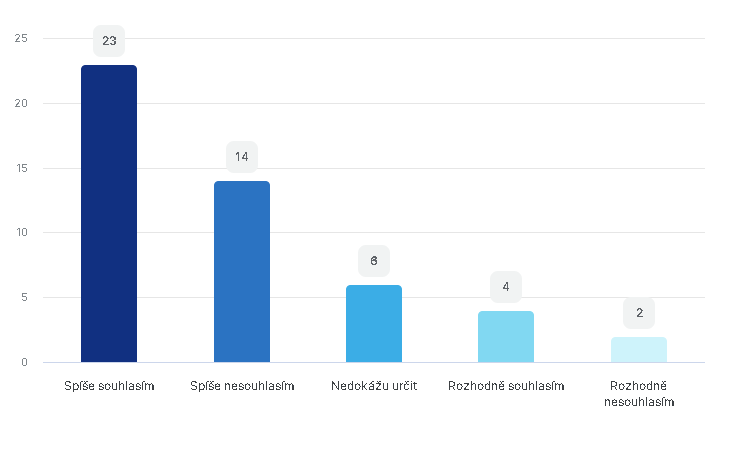 25
23
20
15
14
10
6
5
4
2
0
Spíše souhlasím
Spíše nesouhlasím
Nedokážu určit
Rozhodně souhlasím
Rozhodně
nesouhlasím